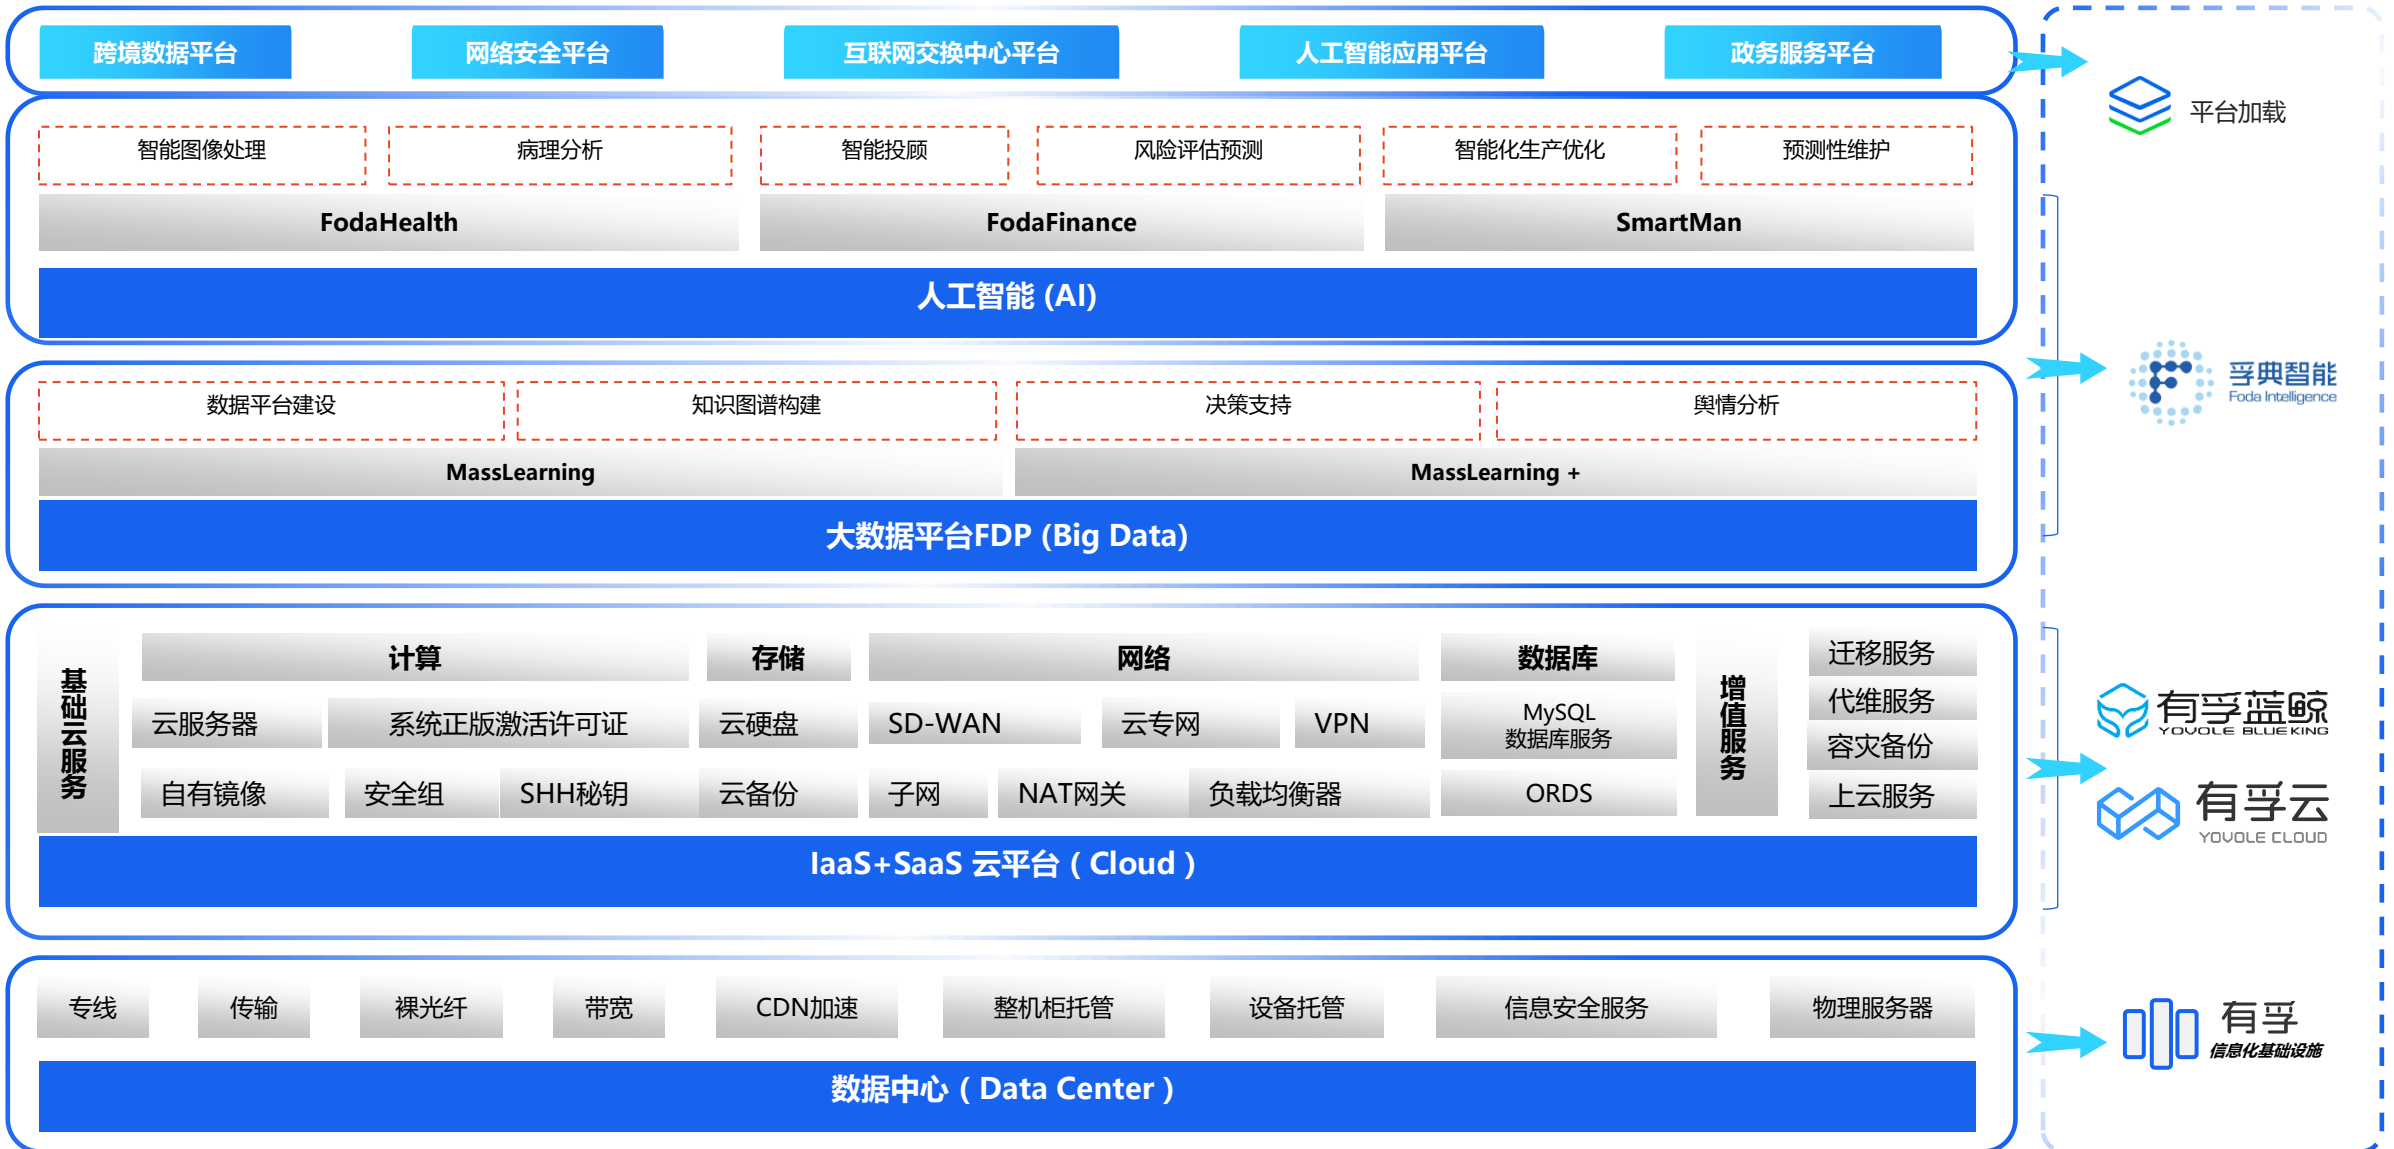 跨境数据平台
网络安全平台
互联网交换中心平台
人工智能应用平台
政务服务平台
平台加载
智能图像处理
病理分析
智能投顾
风险评估预测
智能化生产优化
预测性维护
FodaHealth
FodaFinance
SmartMan
人工智能 (AI)
孚典智能
Foda Intelligence
数据平台建设
知识图谱构建
决策支持
舆情分析
MassLearning
MassLearning +
大数据平台FDP (Big Data)
基础云服务
计算
存储
网络
数据库
增值服务
迁移服务
代维服务
容灾备份
上云服务
云服务器
系统正版激活许可证
云硬盘
SD-WAN
云专网
VPN
MySQL
数据库服务
自有镜像
安全组
SHH秘钥
云备份
子网
NAT网关
负载均衡器
ORDS
IaaS+SaaS 云平台（Cloud）
有孚蓝鲸
YOVOLE BLUEKING
有孚云
YOVOLE CLOUD
专线
传输
裸光纤
带宽
CDN加速
整机柜托管
设备托管
信息安全服务
物理服务器
数据中心（Data Center）
有孚
信息化基础设施